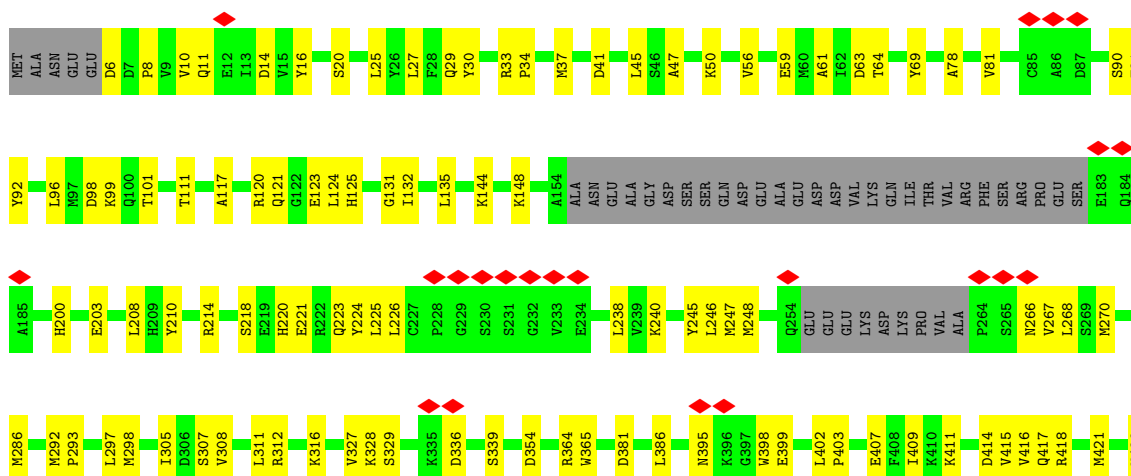 MET ALA ASN GLU GLU D6 D7 P8 V9 V10 Q11 E12 I13 D14 V15 Y16 S20 L25 Y26 L27 F28 Q29 Y30 R33 P34 M37 D41 L45 S46 A47 K50 V56 E59 M60 A61 I62 D63 T64 Y69 A78 V81 C85 A86 D87 S90
Y92 L96 M97 D98 K99 Q100 T101 T111 A117 R120 Q121 G122 E123 L124 H125 G131 I132 L135 K144 K148 A154 ALA ASN GLU ALA GLY ASP SER SER GLN ASP GLU ALA GLU ASP ASP VAL LYS GLN ILE THR VAL ARG PHE SER ARG PRO GLU SER E183 Q184
A185 H200 E203 L208 H209 Y210 R214 S218 E219 H220 E221 R222 Q223 Y224 L225 L226 C227 P228 G229 S230 S231 G232 V233 E234 L238 V239 K240 Y245 L246 M247 M248 Q254 GLU GLU GLU LYS ASP LYS PRO VAL ALA P264 S265 N266 V267 L268 S269 M270
M286 M292 P293 L297 M298 I305 D306 S307 V308 L311 R312 K316 V327 K328 S329 K335 D336 S339 D354 R364 W365 D381 L386 N395 K396 G397 W398 E399 L402 P403 E407 F408 I409 K410 K411 D414 V415 V416 Q417 R418 M421